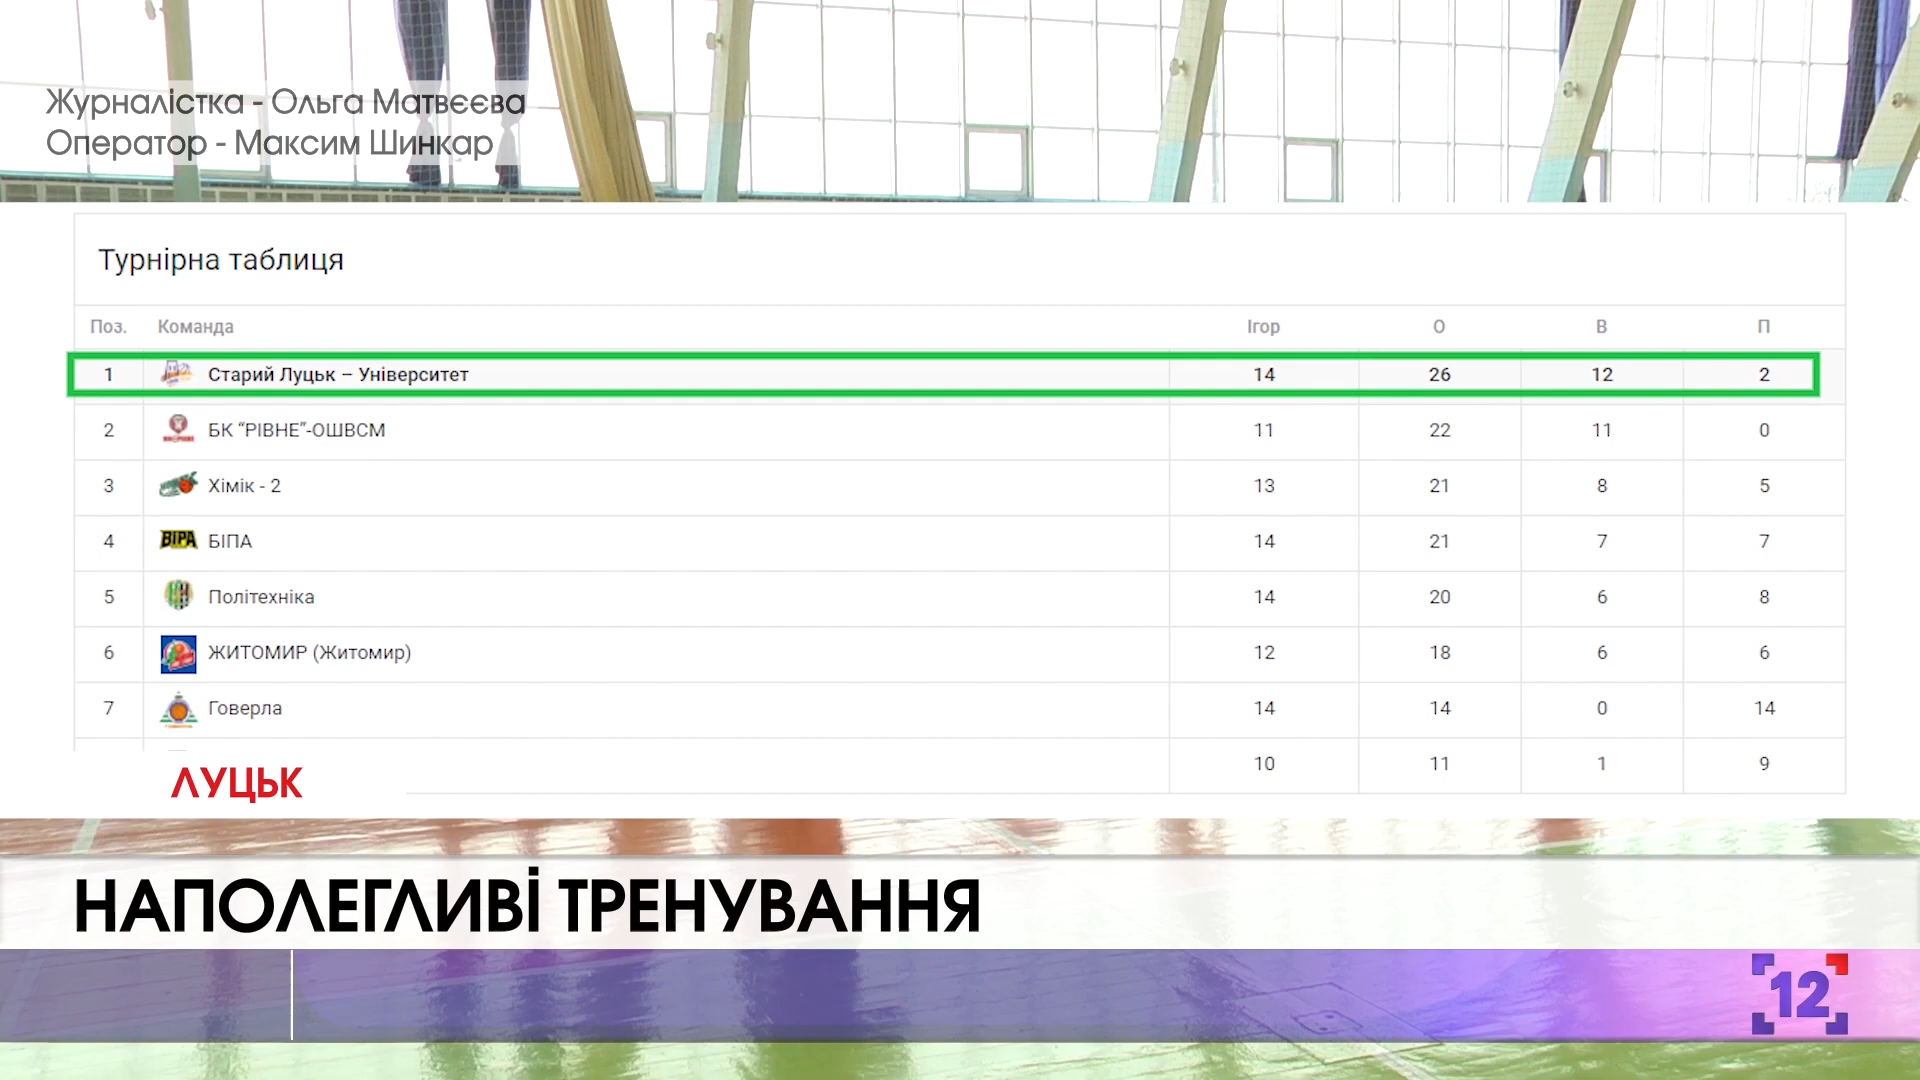 Журналістка - Ольга Матвєєва
Оператор - Максим Шинкар
Турнірна таблиця
Поз. Команда Ігор О В П
1 Старий Луцьк – Університет 14 26 12 2
2 БК “РІВНЕ”-ОШВСМ 11 22 11 0
3 Хімік - 2 13 21 8 5
4 BIPA БІПА 14 21 7 7
5 Політехніка 14 20 6 8
6 ЖИТОМИР (Житомир) 12 18 6 6
7 Говерла 14 14 0 14
10 11 1 9
ЛУЦЬК
НАПОЛЕГЛИВІ ТРЕНУВАННЯ
12